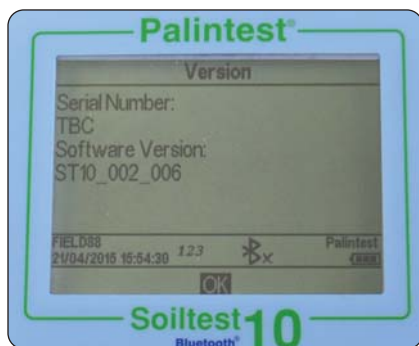 Palintest®
Version
Serial Number:
TBC
Software Version:
ST10_002_006
FIELDS8 123 Palintest
21/04/2015 15:54:30
OK
Soiltest 10
Bluetooth®